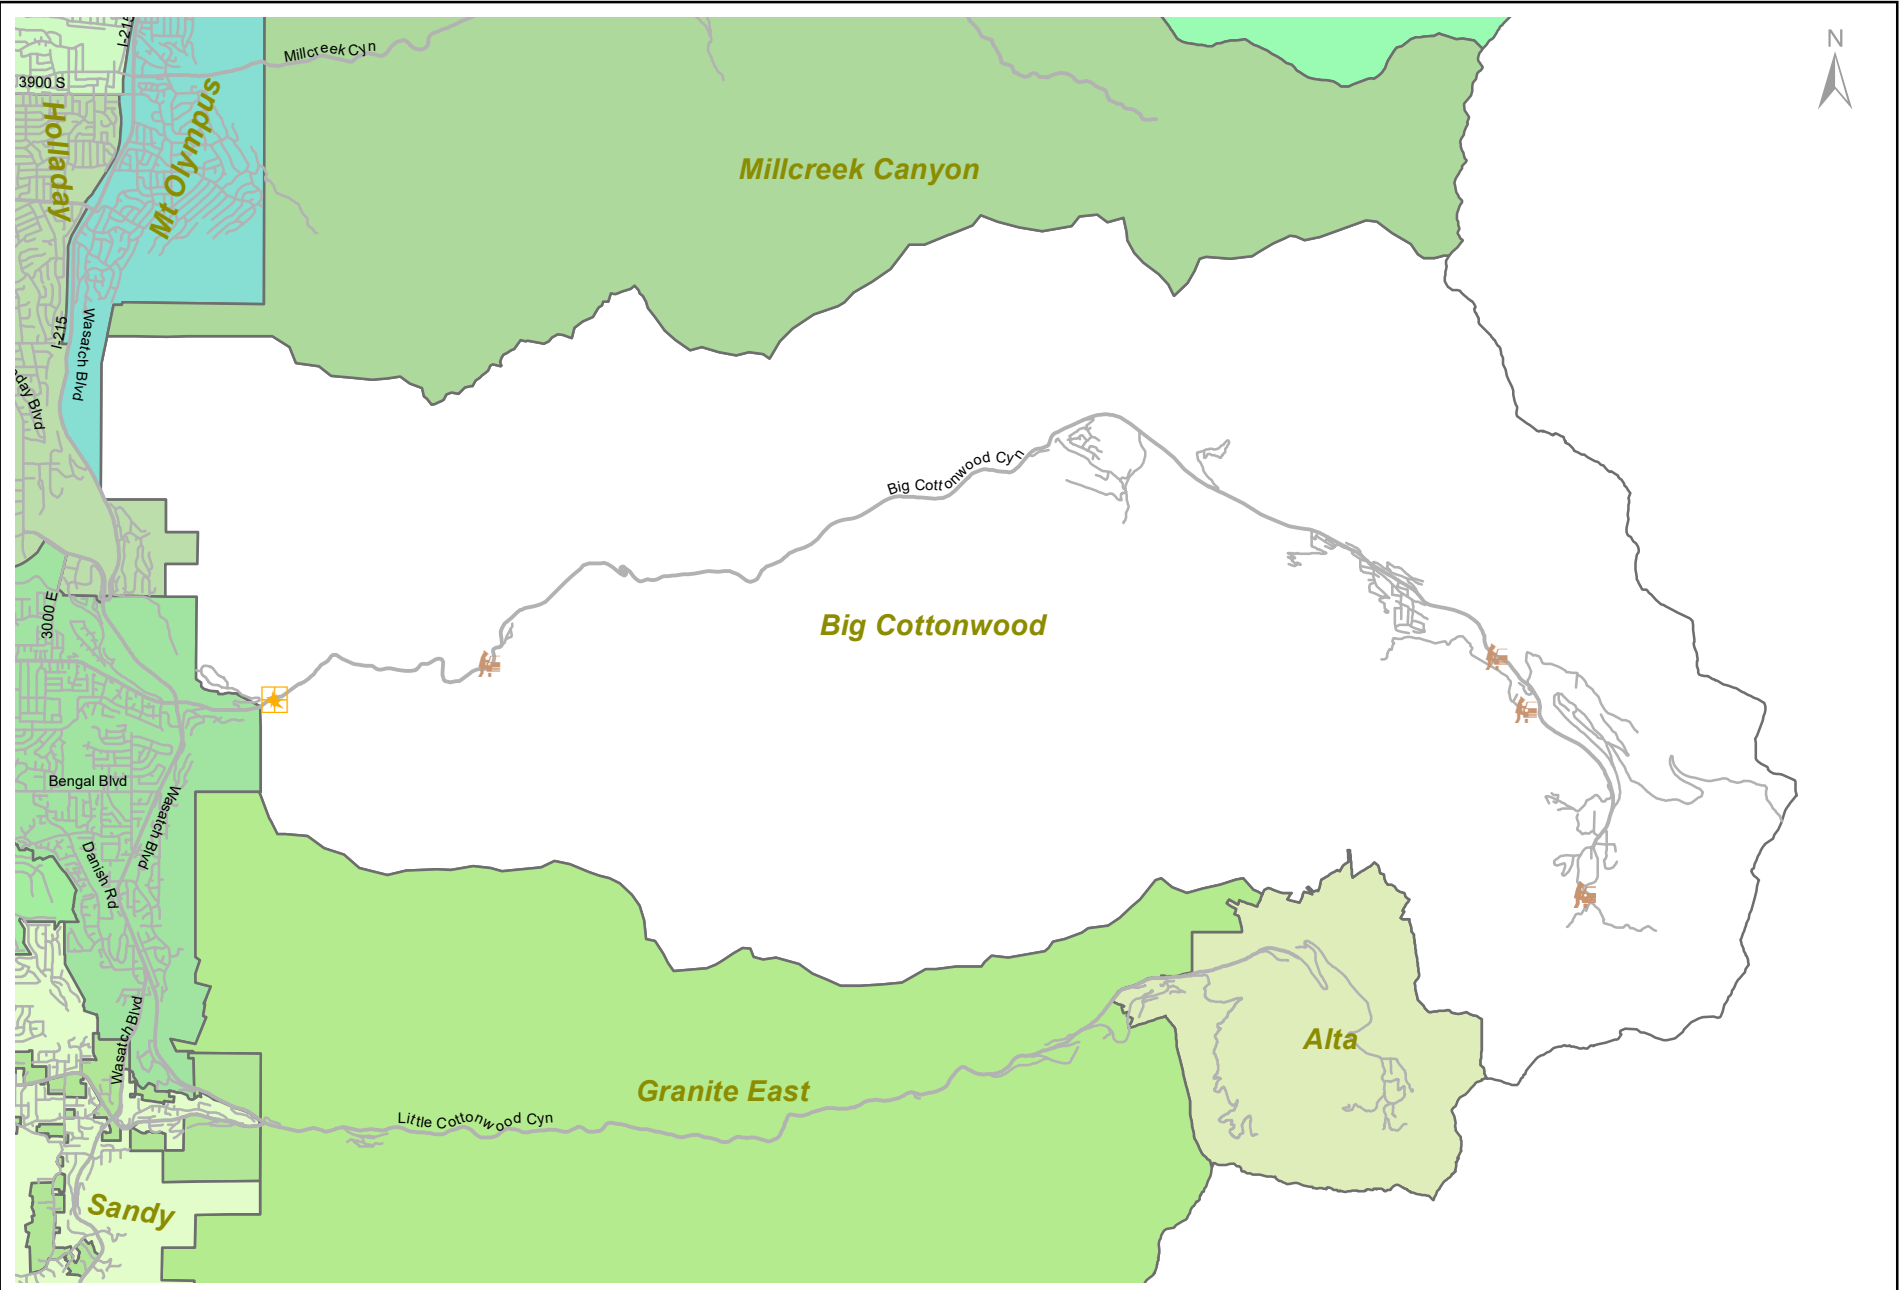 I-215
N
Millcreek Cyn
3900 S
Holladay
Mt Olympus
Millcreek Canyon
I-215
Wasatch Blvd
day Blvd
Big Cottonwood Cyn
3000 E
Big Cottonwood
Bengal Blvd
Wasatch Blvd
Danish Rd
Wasatch Blvd
Alta
Granite East
Little Cottonwood Cyn
Sandy